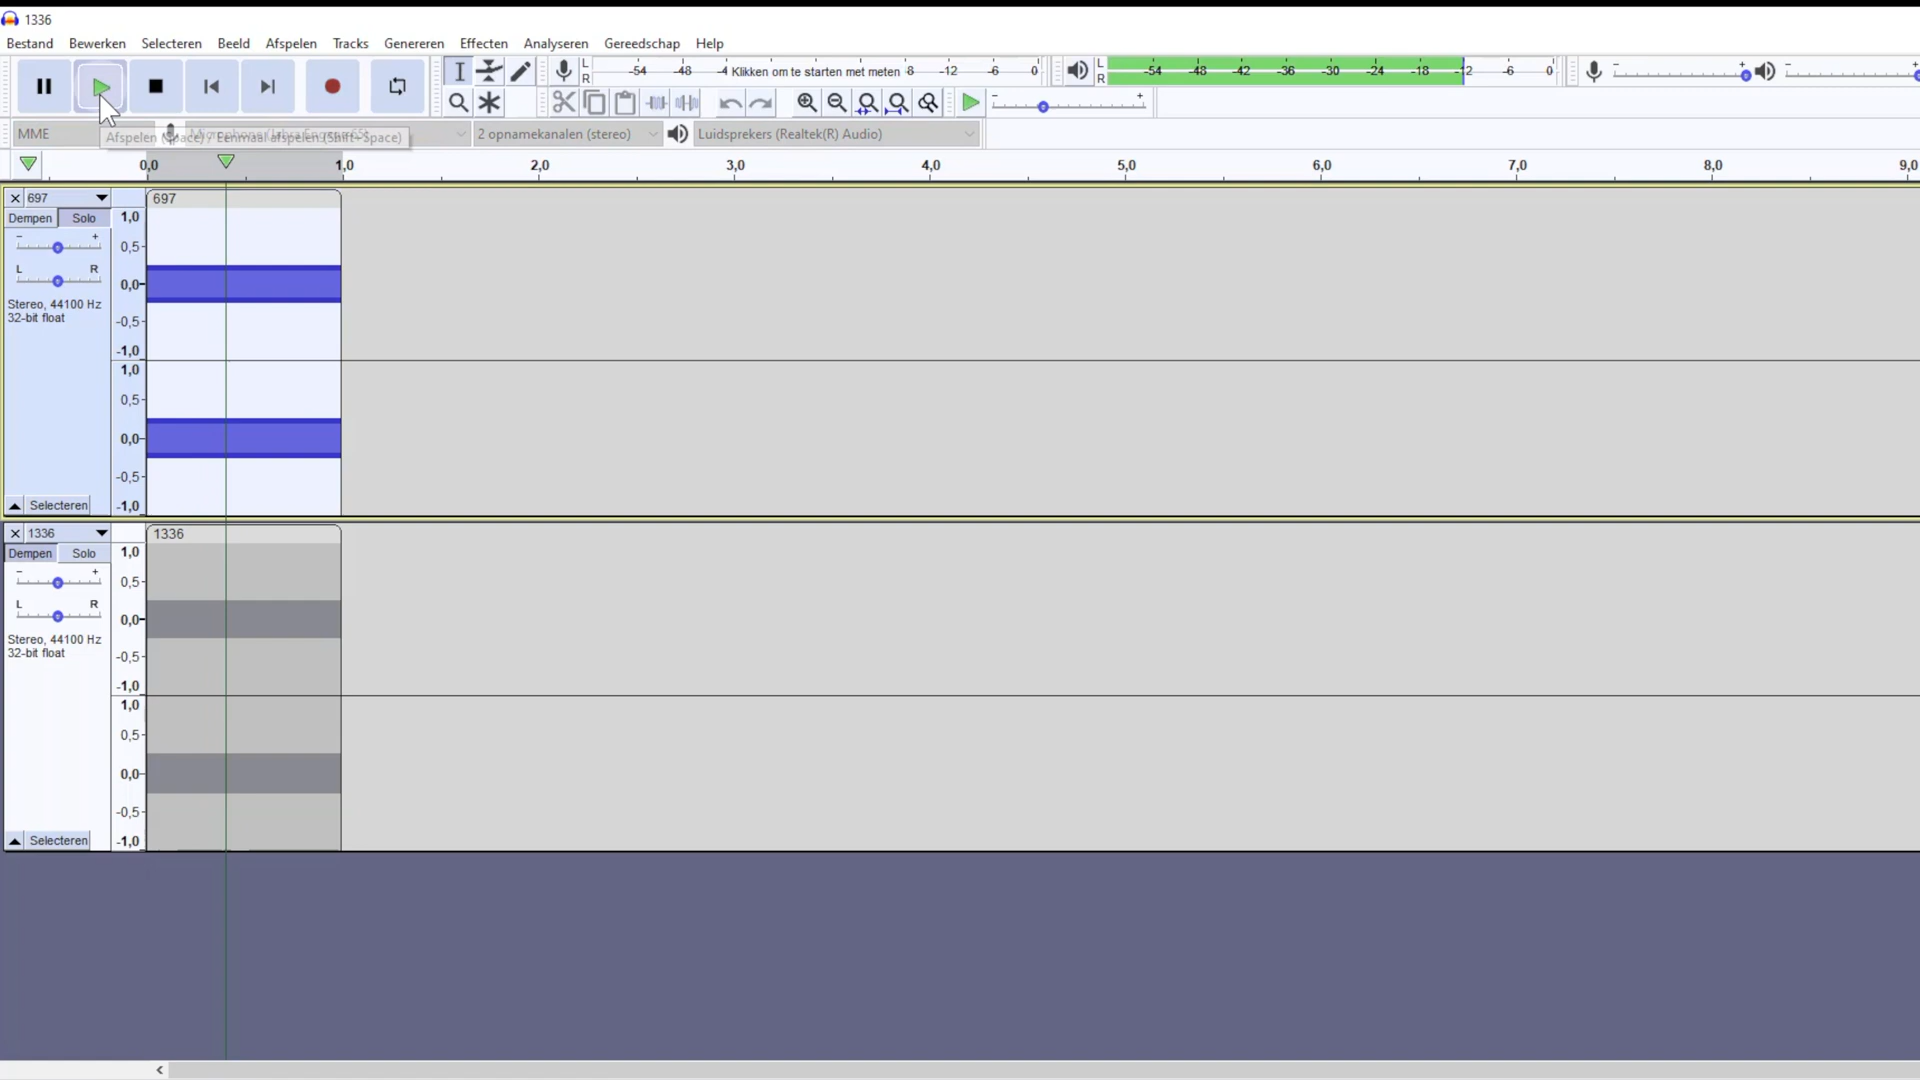 1336
Bestand Bewerken Selecteren Beeld Afspelen Tracks Genereren Effecten Analyseren Gereedschap Help
L R -54 -48 -4 Klikken om te starten met meten 8 -12 -6 0
L R -54 -48 -42 -36 -30 -24 -18 -12 -6 0
MME
Afspelen (Space) / Eenmaal afspelen (Shift+Space)
2 opnamekanalen (stereo) Luidsprekers (Realtek(R) Audio)
0,0 1,0 2,0 3,0 4,0 5,0 6,0 7,0 8,0 9,0
697
697
Dempen Solo
- +
L R
Stereo, 44100 Hz
32-bit float
Selecteren
1,0
0,5
0,0
-0,5
-1,0
1,0
0,5
0,0
-0,5
-1,0
1336
1336
Dempen Solo
- +
L R
Stereo, 44100 Hz
32-bit float
Selecteren
1,0
0,5
0,0
-0,5
-1,0
1,0
0,5
0,0
-0,5
-1,0